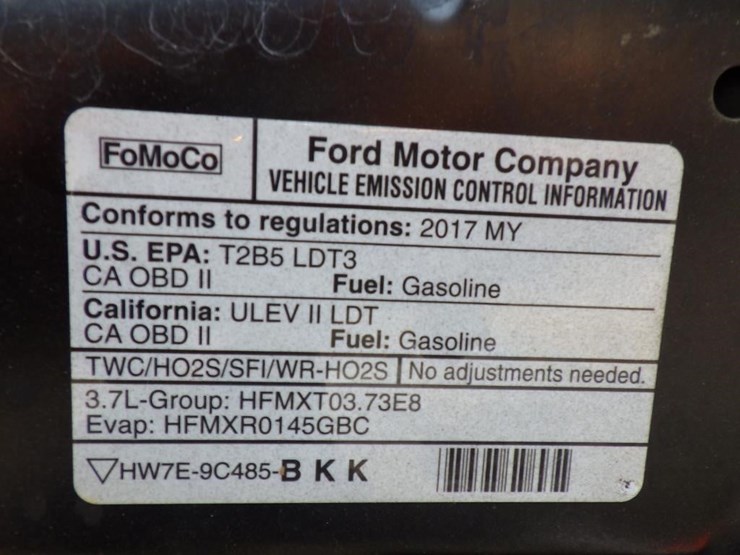 FoMoCo
Ford Motor Company
VEHICLE EMISSION CONTROL INFORMATION
Conforms to regulations: 2017 MY
U.S. EPA: T2B5 LDT3
CA OBD II Fuel: Gasoline
California: ULEV II LDT
CA OBD II Fuel: Gasoline
TWC/HO2S/SFI/WR-HO2S No adjustments needed.
3.7L-Group: HFMXT03.73E8
Evap: HFMXR0145GBC
▽HW7E-9C485-B K K